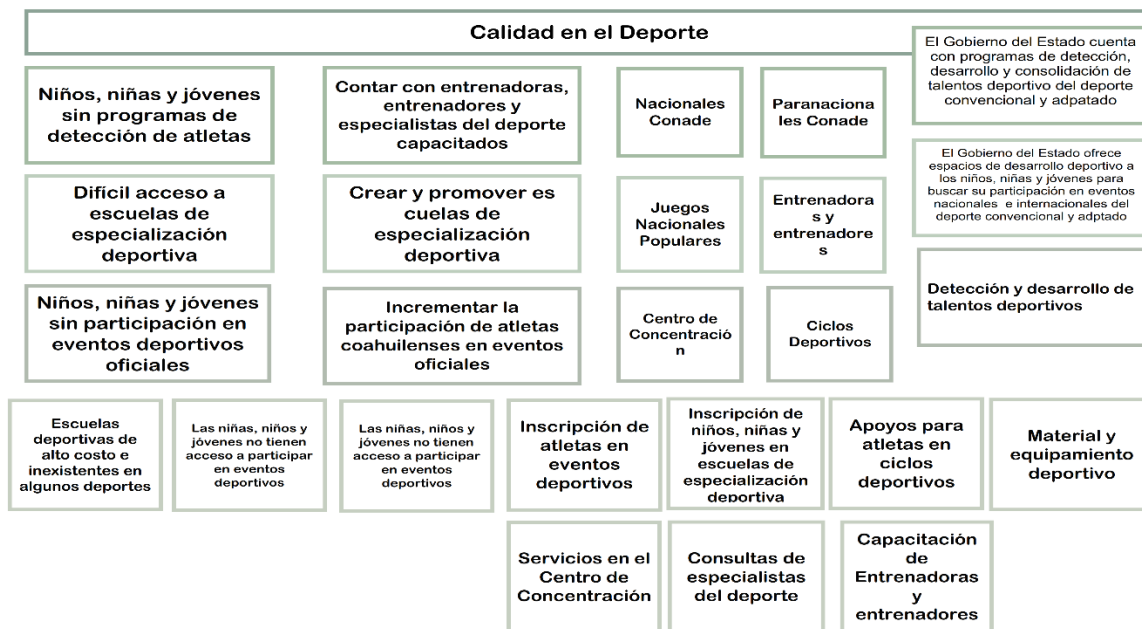 Calidad en el Deporte
El Gobierno del Estado cuenta
con programas de detección,
desarrollo y consolidación de
talentos deportivo del deporte
convencional y adpatado
Niños, niñas y jóvenes
sin programas de
detección de atletas
Contar con entrenadoras,
entrenadores y
especialistas del deporte
capacitados
Nacionales
Conade
Paranaciona
les Conade
El Gobierno del Estado ofrece
espacios de desarrollo deportivo a
los niños, niñas y jóvenes para
buscar su participación en eventos
nacionales e internacionales del
deporte convencional y adptado
Difícil acceso a
escuelas de
especialización
deportiva
Crear y promover es
cuelas de
especialización
deportiva
Juegos
Nacionales
Populares
Entrenadora
s y
entrenadore
s
Detección y desarrollo de
talentos deportivos
Niños, niñas y jóvenes
sin participación en
eventos deportivos
oficiales
Incrementar la
participación de atletas
coahuilenses en eventos
oficiales
Centro de
Concentració
n
Ciclos
Deportivos
Escuelas
deportivas de
alto costo e
inexistentes en
algunos deportes
Las niñas, niños y
jóvenes no tienen
acceso a participar
en eventos
deportivos
Las niñas, niños y
jóvenes no tienen
acceso a participar
en eventos
deportivos
Inscripción de
atletas en
eventos
deportivos
Inscripción de
niños, niñas y
jóvenes en
escuelas de
especialización
deportiva
Apoyos para
atletas en
ciclos
deportivos
Material y
equipamiento
deportivo
Servicios en el
Centro de
Concentración
Consultas de
especialistas
del deporte
Capacitación
de
Entrenadoras
y
entrenadores